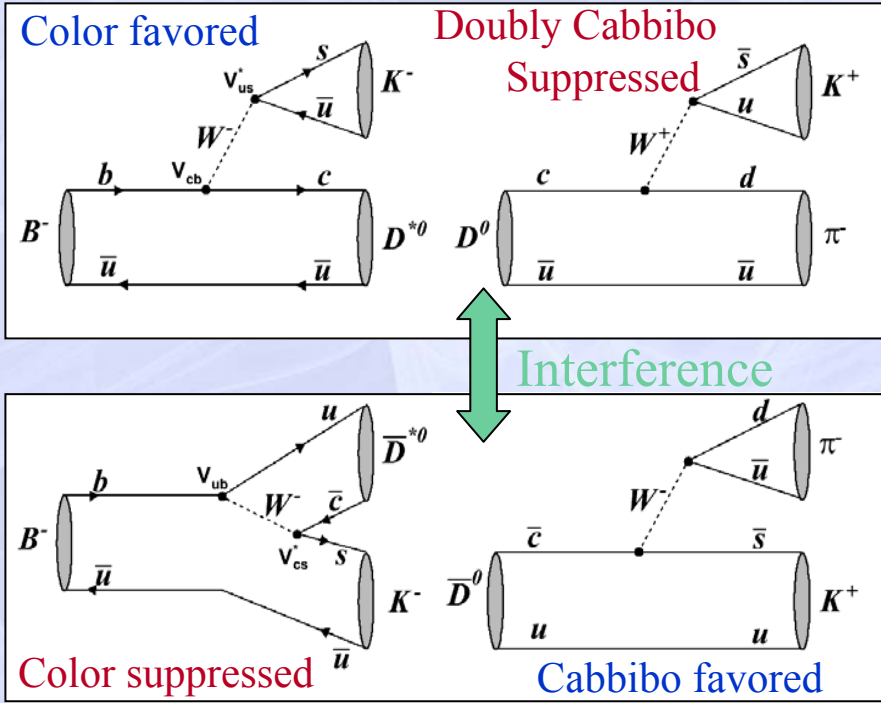 Color favored
Doubly Cabbibo
Suppressed
s
V*us
K⁻
u̅
W⁻
b
Vcb
c
B⁻
D*⁰
u̅
u̅
s̅
K⁺
u
W⁺
c
d
D⁰
π⁻
u̅
u̅
Interference
u
D̅*⁰
b
Vub
W⁻
c̅
B⁻
V*cs
s
u̅
K⁻
u̅
Color suppressed
d
π⁻
u̅
W⁻
c̅
s̅
D̅⁰
K⁺
u
u
Cabbibo favored